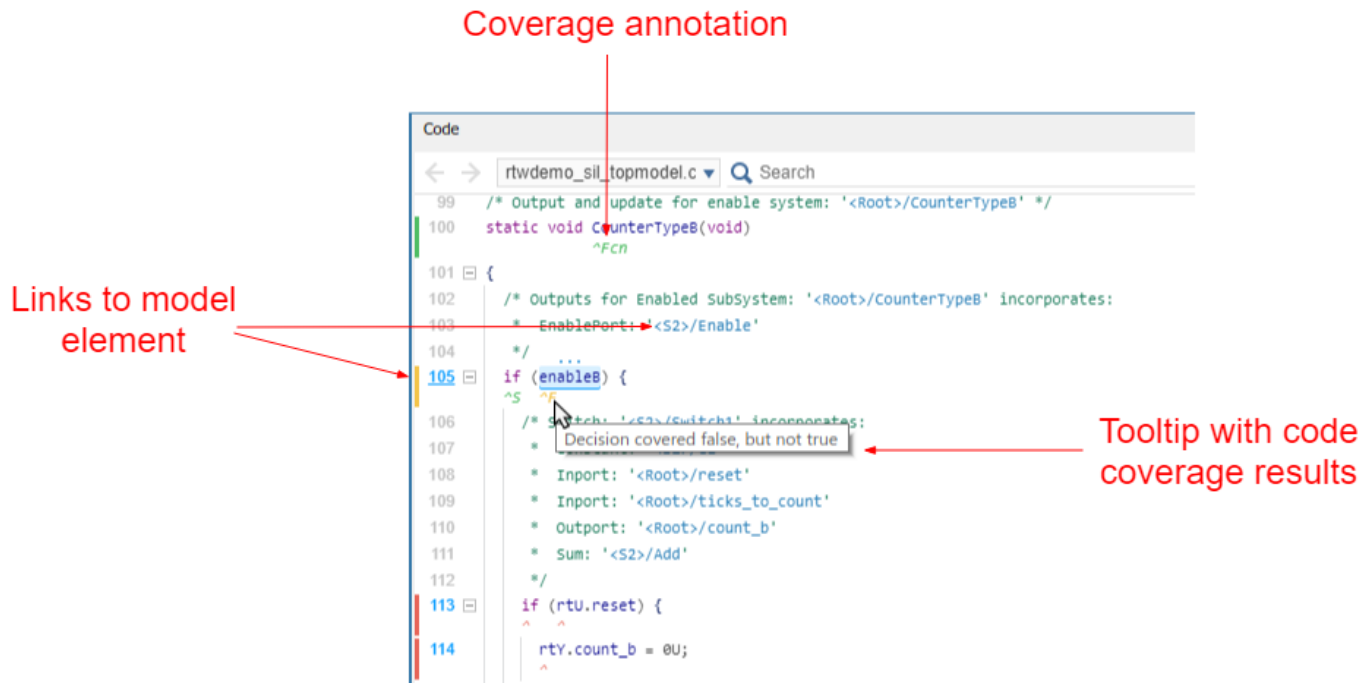 Coverage annotation
Code
rtwdemo_sil_topmodel.c Search
99 /* Output and update for enable system: '<Root>/CounterTypeB' */
100 static void CounterTypeB(void)
^Fcn
101 {
Links to model
element
102 /* Outputs for Enabled SubSystem: '<Root>/CounterTypeB' incorporates:
103 * EnablePort: '<S2>/Enable'
104 */
...
105 if (enableB) {
^S ^F
106 /* Switch: '<S2>/Switch1' incorporates:
Decision covered false, but not true
107 *
Tooltip with code
coverage results
108 * Inport: '<Root>/reset'
109 * Inport: '<Root>/ticks_to_count'
110 * Outport: '<Root>/count_b'
111 * Sum: '<S2>/Add'
112 */
113 if (rtU.reset) {
^ ^
114 rtY.count_b = 0U;
^